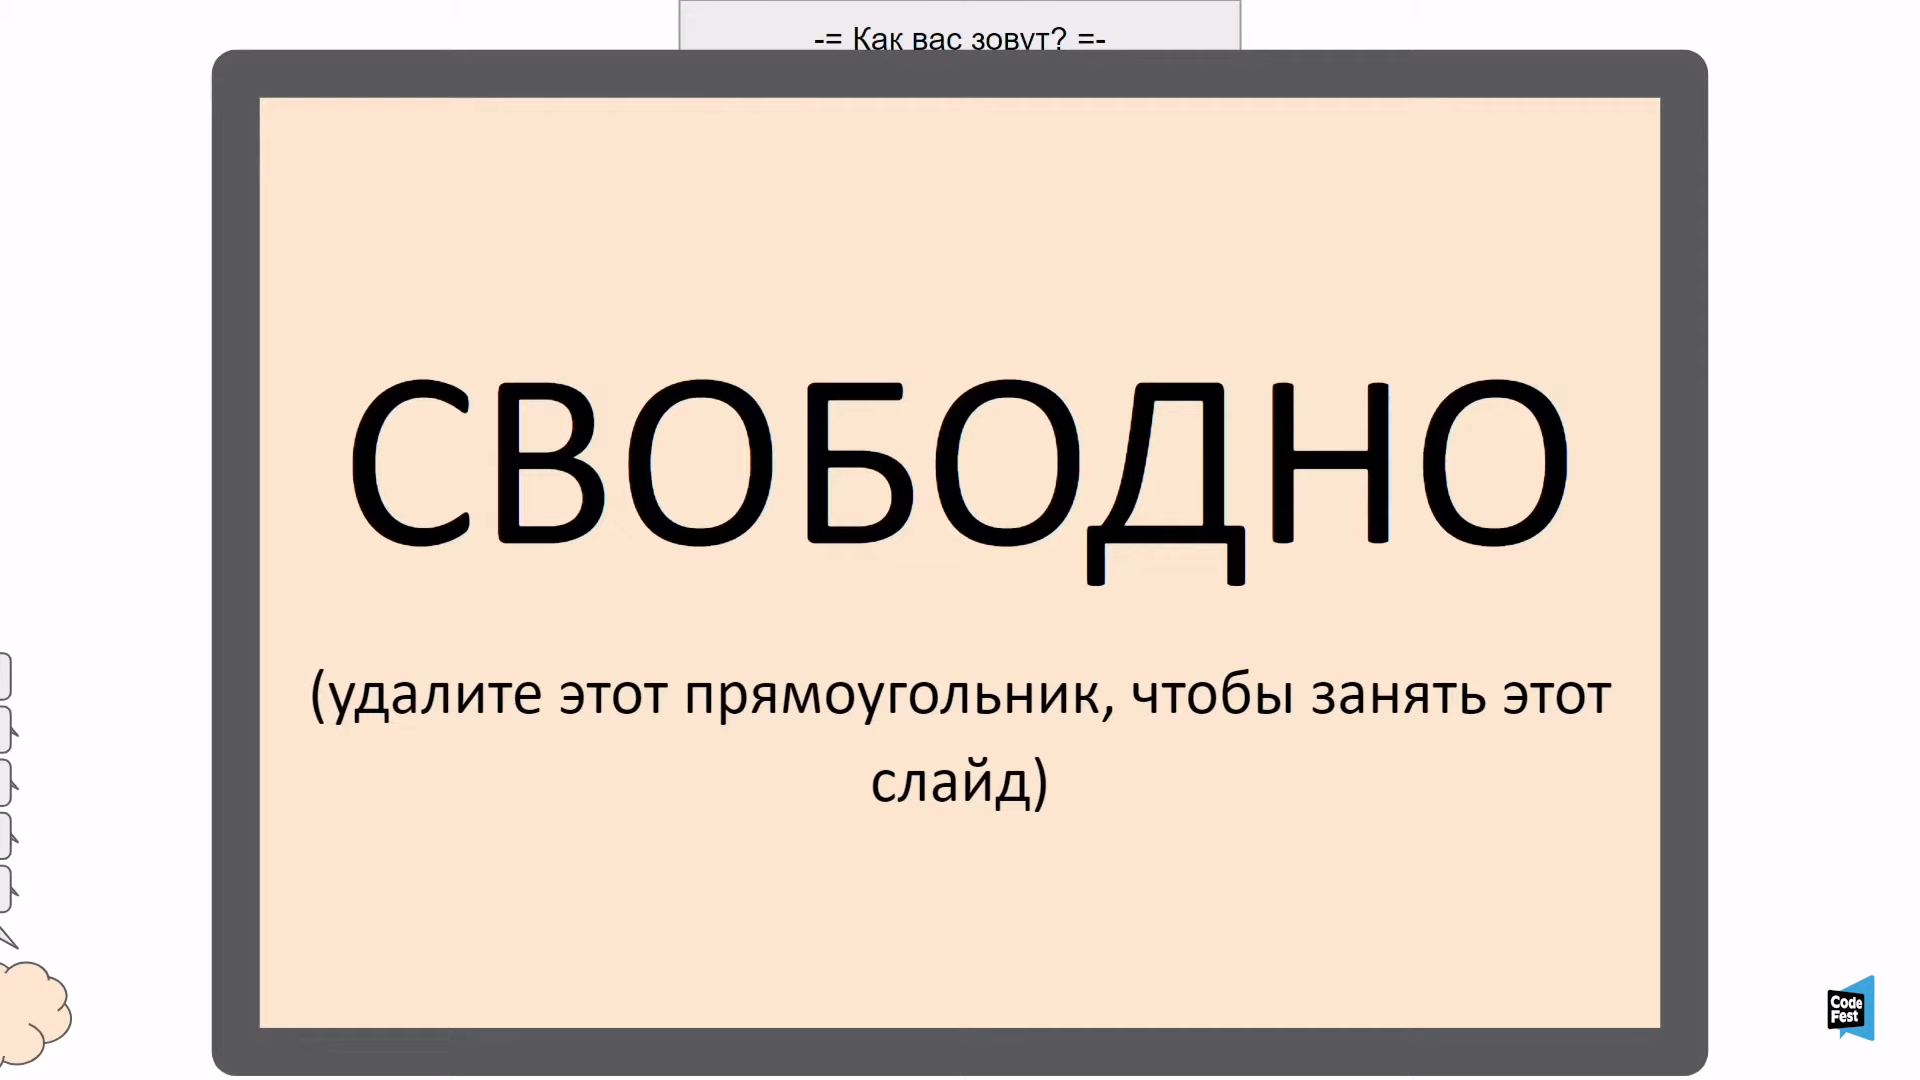 -= Как вас зовут? =-
СВОБОДНО
(удалите этот прямоугольник, чтобы занять этот
слайд)
Code
Fest